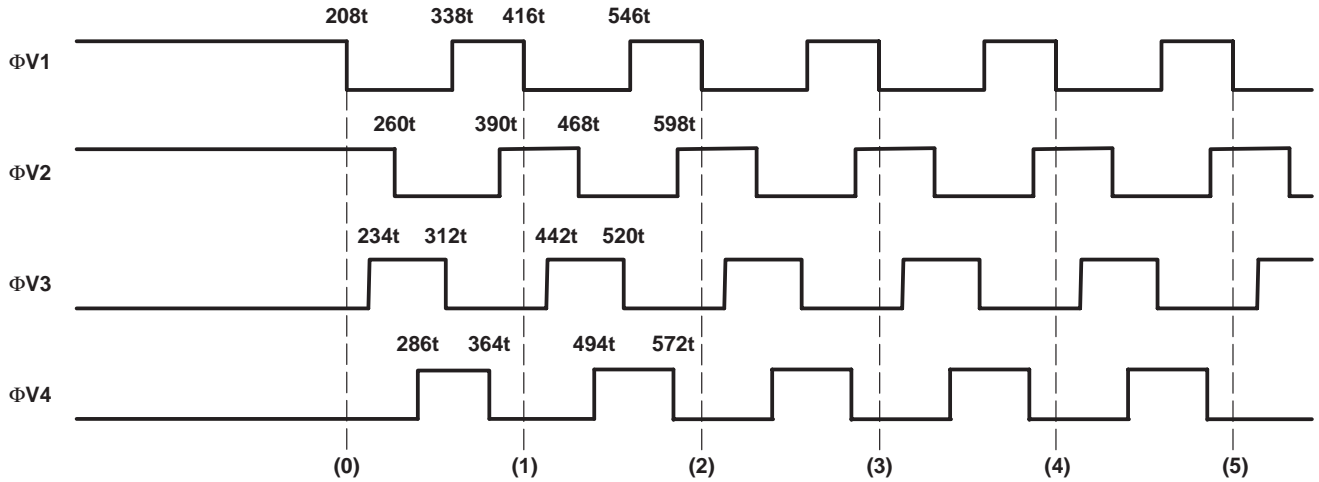 208t 338t 416t 546t
ΦV1
260t 390t 468t 598t
ΦV2
234t 312t 442t 520t
ΦV3
286t 364t 494t 572t
ΦV4
(0) (1) (2) (3) (4) (5)